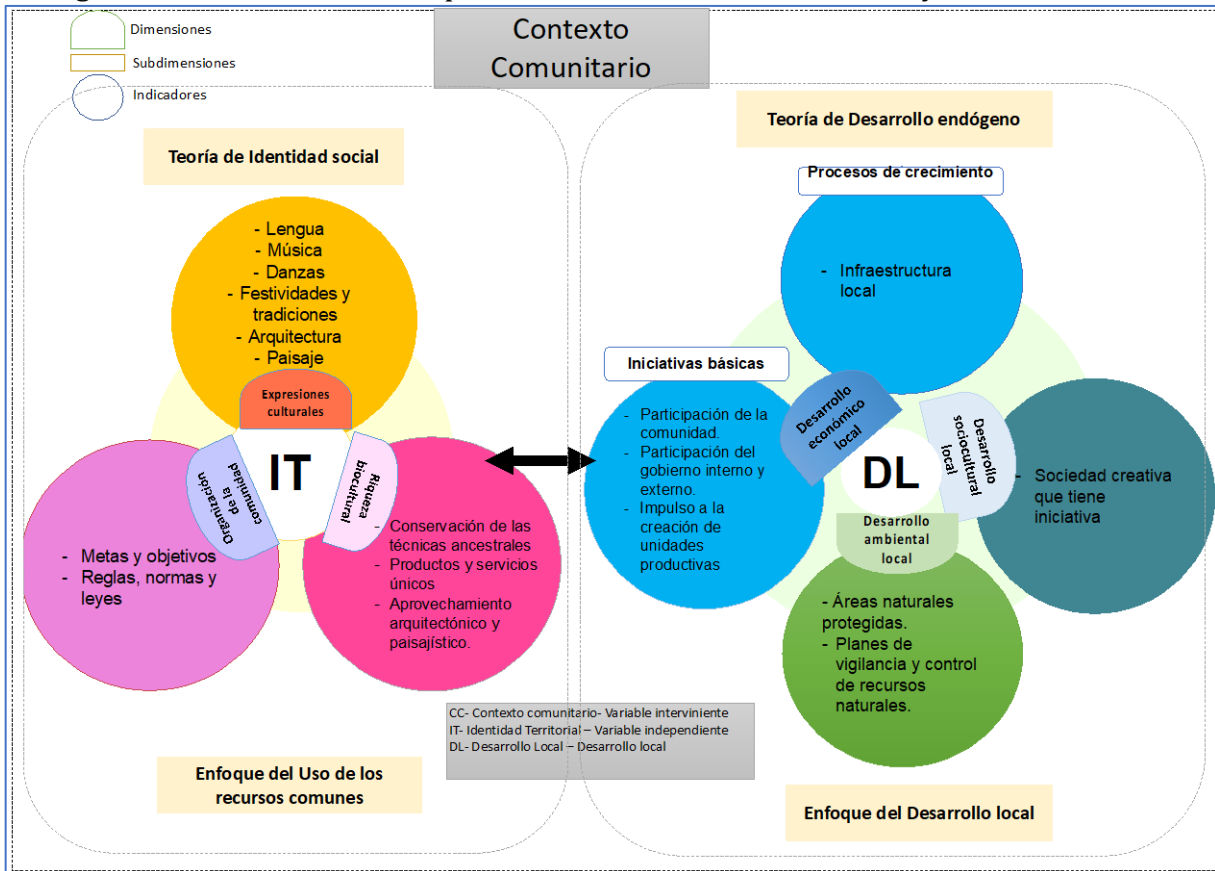 Dimensiones
Subdimensiones
Indicadores
Contexto
Comunitario
Teoría de Identidad social
- Lengua
- Música
- Danzas
- Festividades y
tradiciones
- Arquitectura
- Paisaje
Expresiones
culturales
Organización
de la
comunidad
IT
Riqueza
biocultural
- Metas y objetivos
- Reglas, normas y
leyes
- Conservación de las
técnicas ancestrales
- Productos y servicios
únicos
- Aprovechamiento
arquitectónico y
paisajístico.
Enfoque del Uso de los
recursos comunes
Teoría de Desarrollo endógeno
Procesos de crecimiento
- Infraestructura
local
Iniciativas básicas
- Participación de la
comunidad.
- Participación del
gobierno interno y
externo.
- Impulso a la
creación de
unidades
productivas
Desarrollo
económico
local
DL
Desarrollo
sociocultural
local
- Sociedad creativa
que tiene
iniciativa
Desarrollo
ambiental
local
- Áreas naturales
protegidas.
- Planes de
vigilancia y control
de recursos
naturales.
CC- Contexto comunitario- Variable interviniente
IT- Identidad Territorial – Variable independiente
DL- Desarrollo Local – Desarrollo local
Enfoque del Desarrollo local